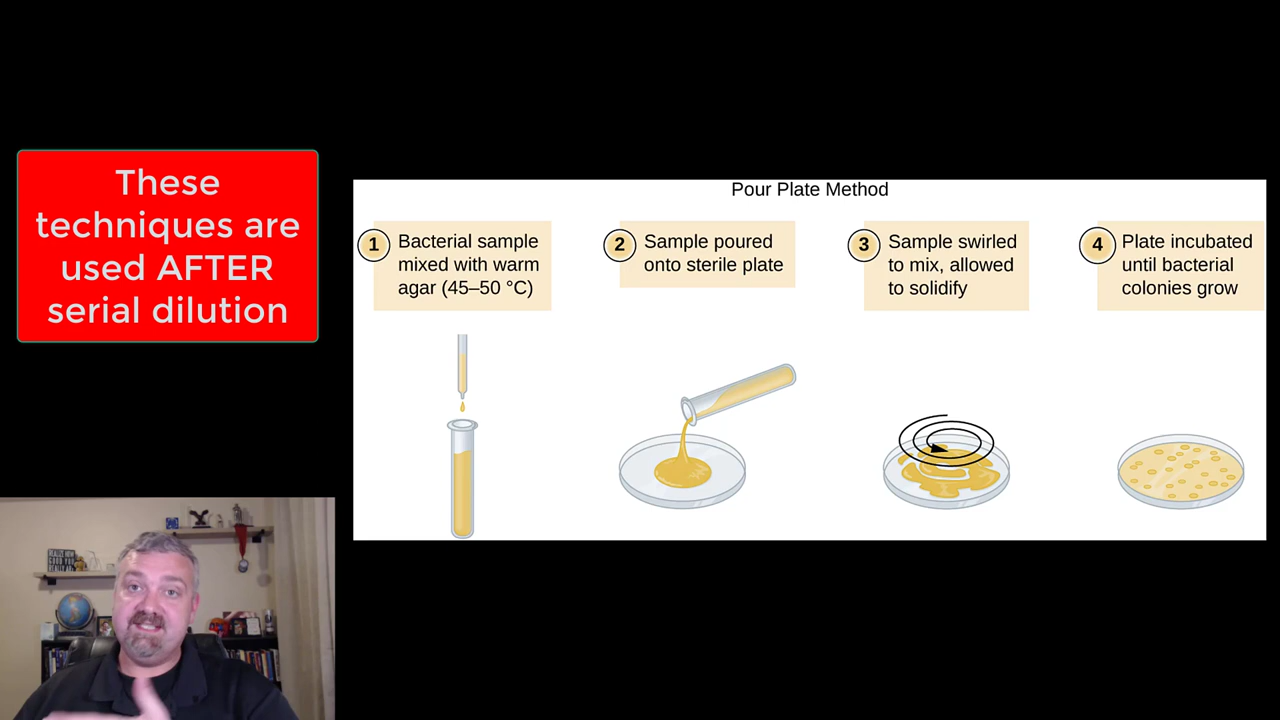 These
techniques are
used AFTER
serial dilution
Pour Plate Method
1
Bacterial sample
mixed with warm
agar (45–50 °C)
2
Sample poured
onto sterile plate
3
Sample swirled
to mix, allowed
to solidify
4
Plate incubated
until bacterial
colonies grow